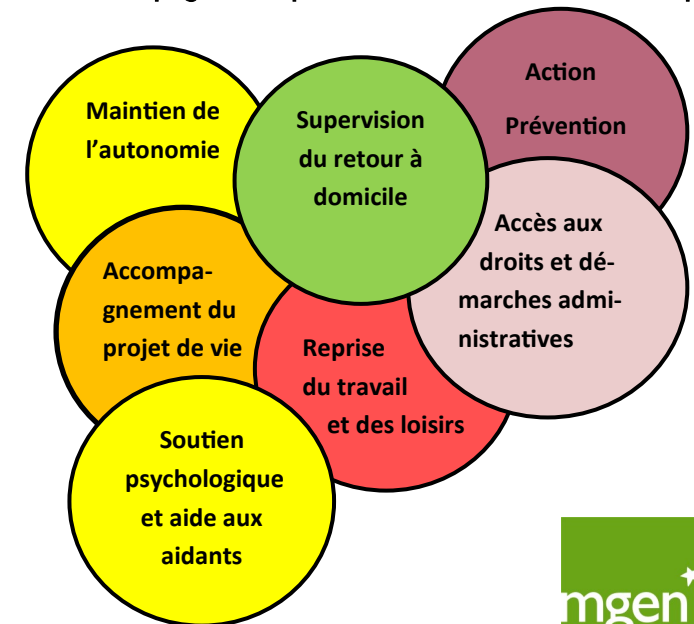 Maintien de
l'autonomie
Supervision
du retour à
domicile
Action
Prévention
Accès aux
droits et dé-
marches admi-
nistratives
Accompa-
gnement du
projet de vie
Reprise
du travail
et des loisirs
Soutien
psychologique
et aide aux
aidants
mgen